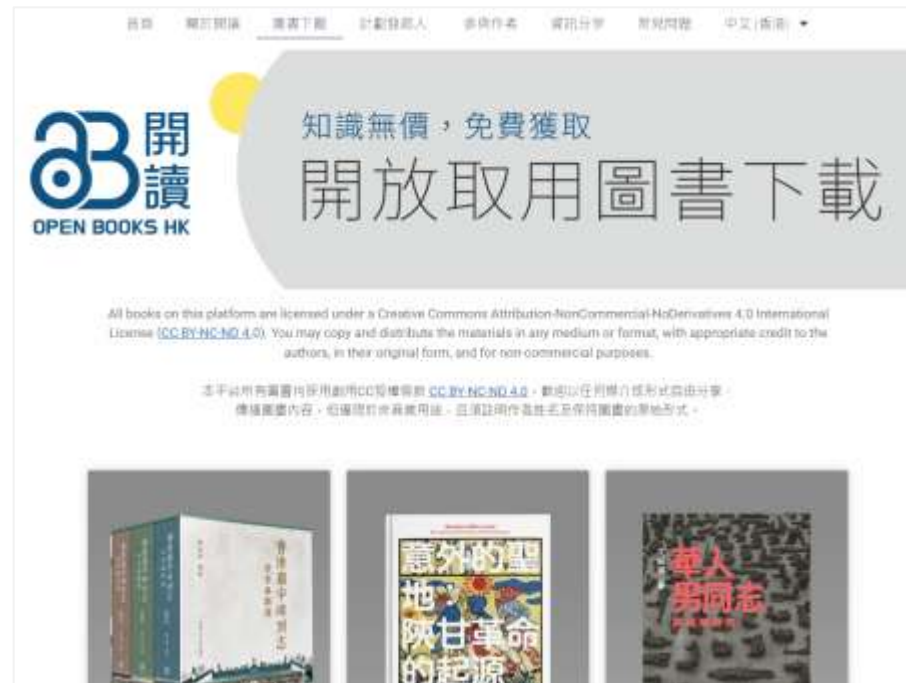 首頁 關於開讀 圖書下載 計劃發起人 參與作者 資訊分享 常見問題 中文(香港)
開讀
OPEN BOOKS HK
知識無價，免費獲取
開放取用圖書下載
All books on this platform are licensed under a Creative Commons Attribution-NonCommercial-NoDerivatives 4.0 International
License (CC BY-NC-ND 4.0). You may copy and distribute the materials in any medium or format, with appropriate credit to the
authors, in their original form, and for non-commercial purposes.
本平台所有圖書均採用創用CC授權條款 CC BY-NC-ND 4.0，歡迎以任何媒介或形式自由分享、
傳播圖書內容，但僅限於非商業用途，且須註明作者姓名及保持圖書的原始形式。
意外的聖
地：
陝甘革命
的起源
華人
男同志